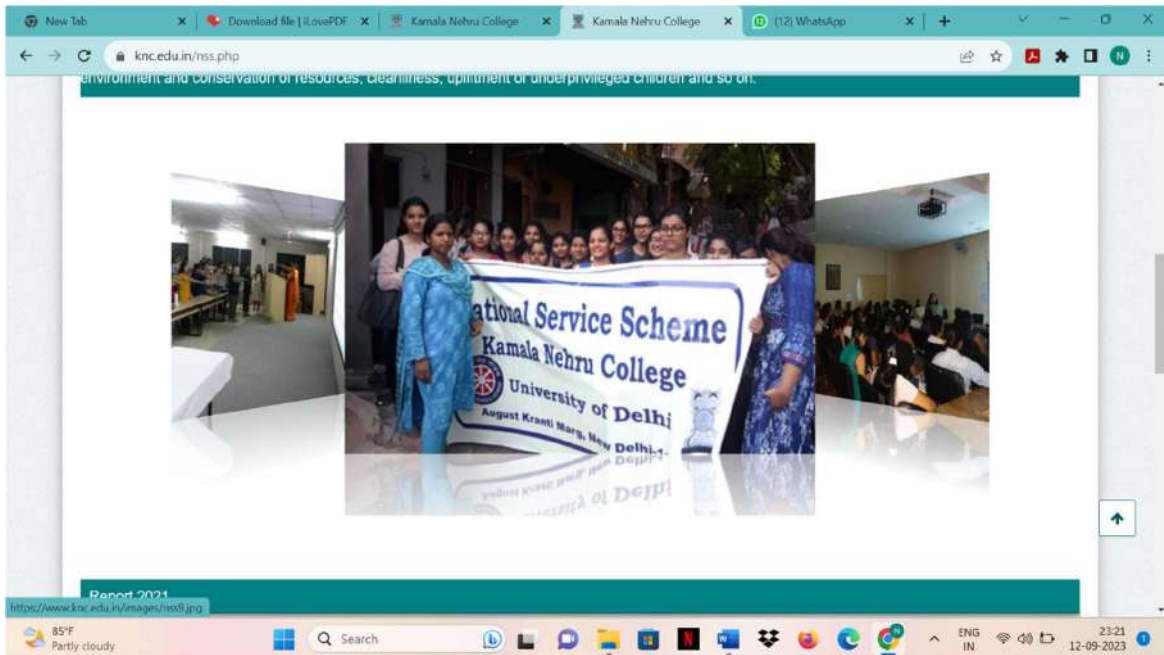 New Tab
Download file | iLovePDF
Kamala Nehru College
Kamala Nehru College
(12) WhatsApp
knc.edu.in/nss.php
N
environment and conservation of resources, cleanliness, upliftment of underprivileged children and so on.
ational Service Scheme
Kamala Nehru College
University of Delhi
August Kranti Marg, New Delhi-1
Report 2021
https://www.knc.edu.in/images/nss9.jpg
85°F
Partly cloudy
Search
ENG
IN
23:21
12-09-2023
1